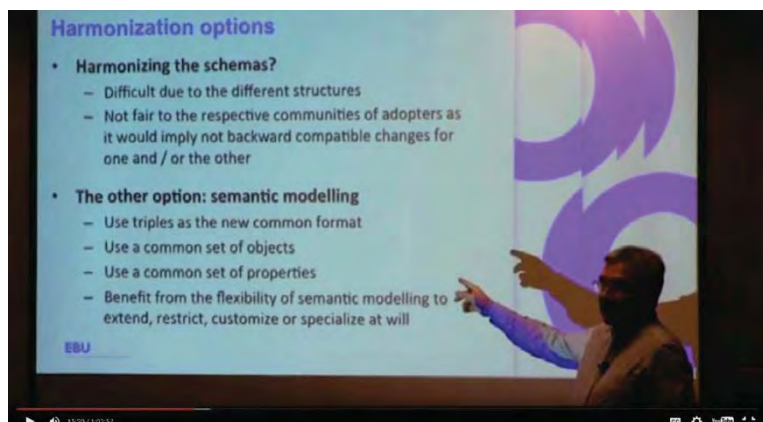 Harmonization options
• Harmonizing the schemas?
– Difficult due to the different structures
– Not fair to the respective communities of adopters as
it would imply not backward compatible changes for
one and / or the other
• The other option: semantic modelling
– Use triples as the new common format
– Use a common set of objects
– Use a common set of properties
– Benefit from the flexibility of semantic modelling to
extend, restrict, customize or specialize at will
EBU